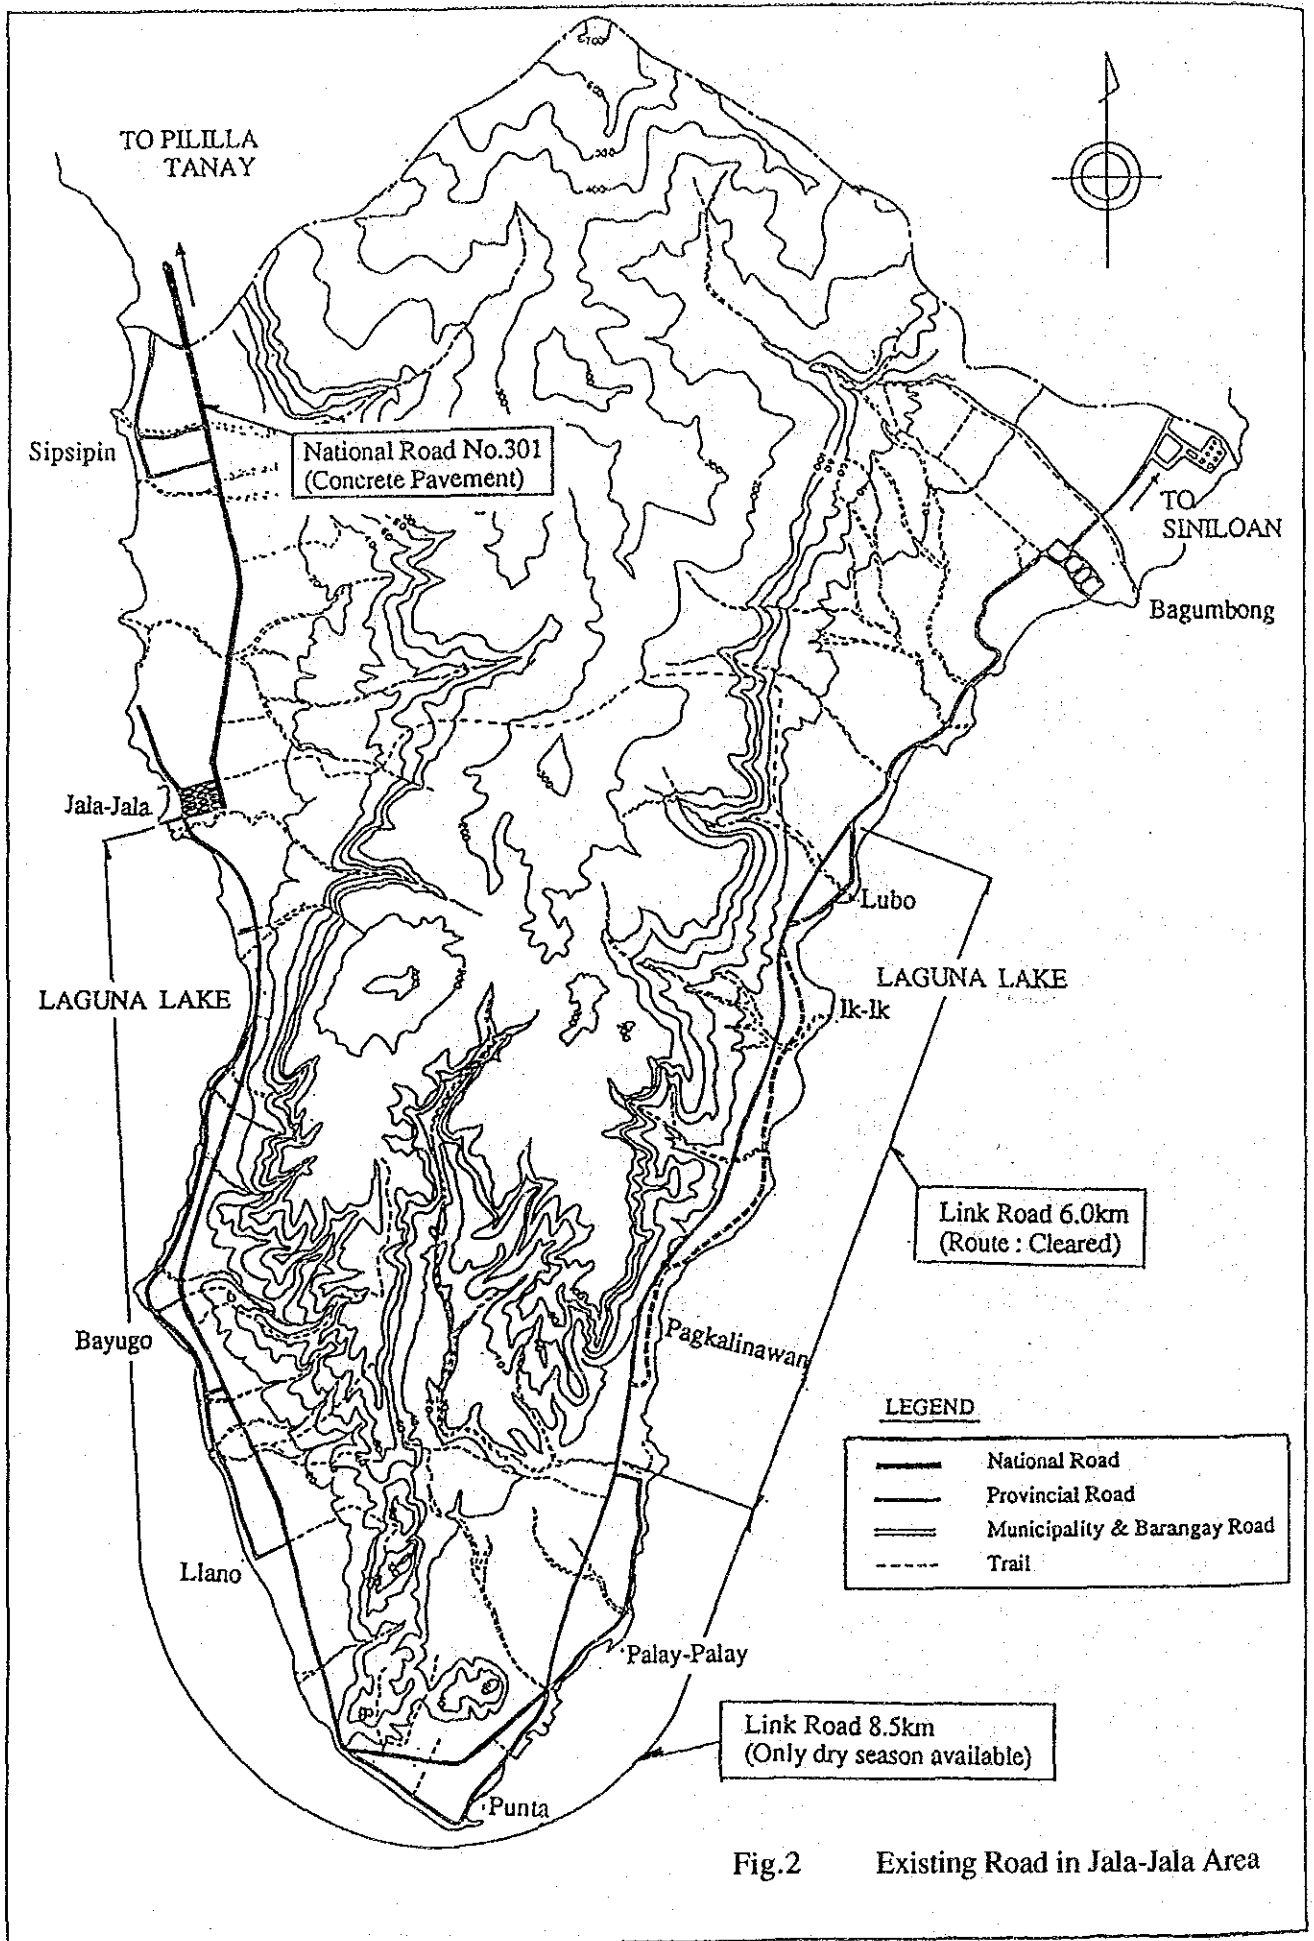 TO PILILLA
TANAY
Sipsipin
National Road No.301
(Concrete Pavement)
TO
SINILOAN
Bagumbong
Jala-Jala
Lubo
LAGUNA LAKE
LAGUNA LAKE
Ik-Ik
Link Road 6.0km
(Route : Cleared)
Bayugo
Pagkalinawan
LEGEND
National Road
Provincial Road
Municipality & Barangay Road
Trail
Llano
Palay-Palay
Link Road 8.5km
(Only dry season available)
Punta
Fig.2 Existing Road in Jala-Jala Area